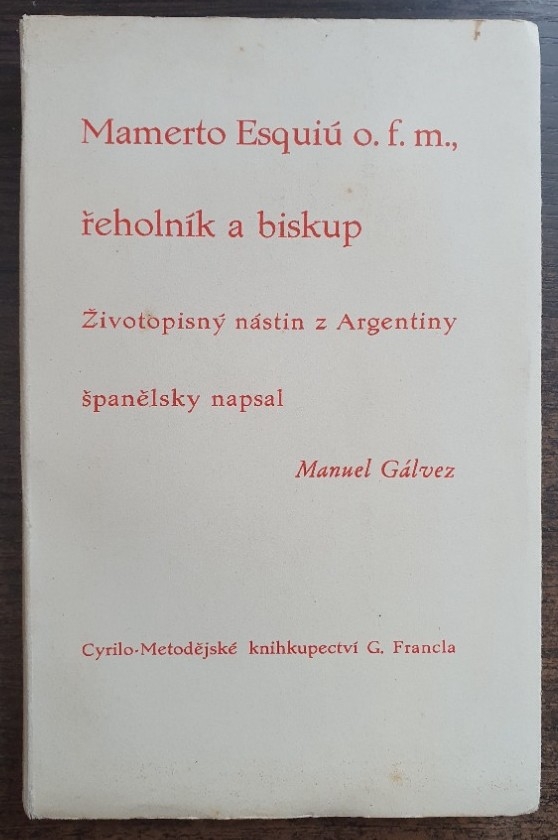 Mamerto Esquiú o. f. m.,
řeholník a biskup
Životopisný nástin z Argentiny
španělsky napsal
Manuel Gálvez
Cyrilo-Metodějské knihkupectví G. Francla